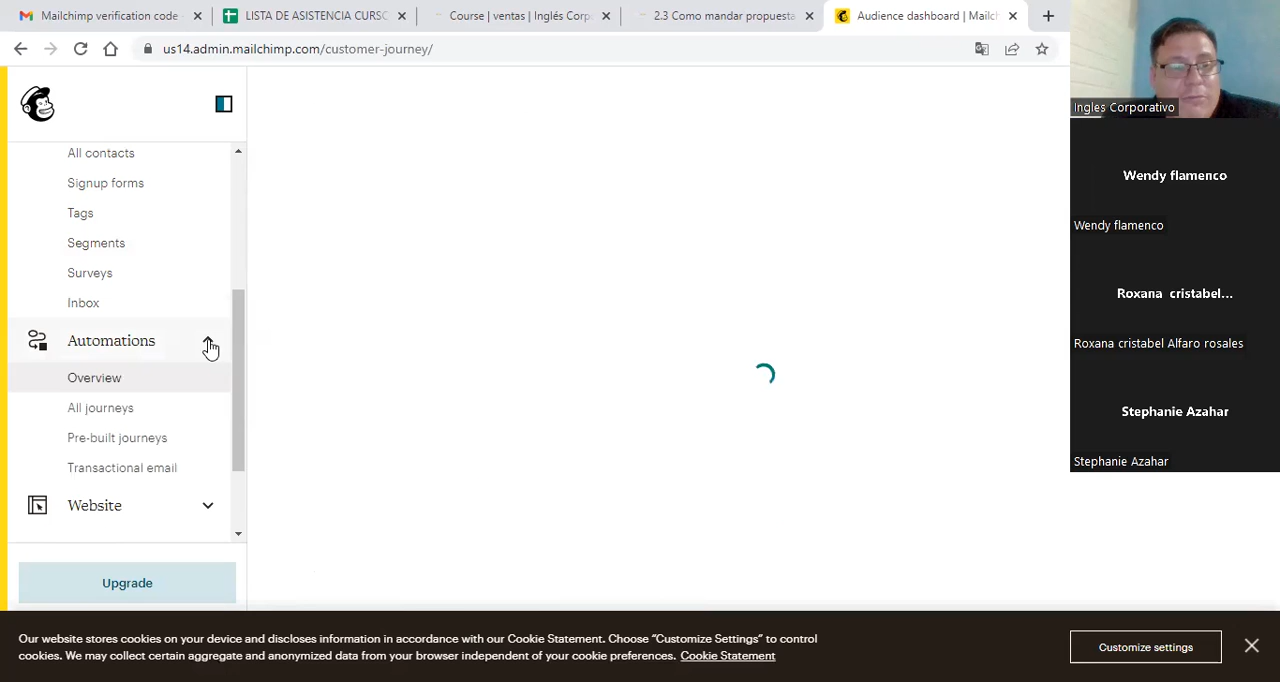 Mailchimp verification code
LISTA DE ASISTENCIA CURSO
Course | ventas | Inglés Corpo
2.3 Como mandar propuesta
Audience dashboard | Mailch
us14.admin.mailchimp.com/customer-journey/
All contacts
Signup forms
Tags
Segments
Surveys
Inbox
Automations
Overview
All journeys
Pre-built journeys
Transactional email
Website
Upgrade
Our website stores cookies on your device and discloses information in accordance with our Cookie Statement. Choose “Customize Settings” to control
cookies. We may collect certain aggregate and anonymized data from your browser independent of your cookie preferences. Cookie Statement
Customize settings
Ingles Corporativo
Wendy flamenco
Wendy flamenco
Roxana cristabel...
Roxana cristabel Alfaro rosales
Stephanie Azahar
Stephanie Azahar